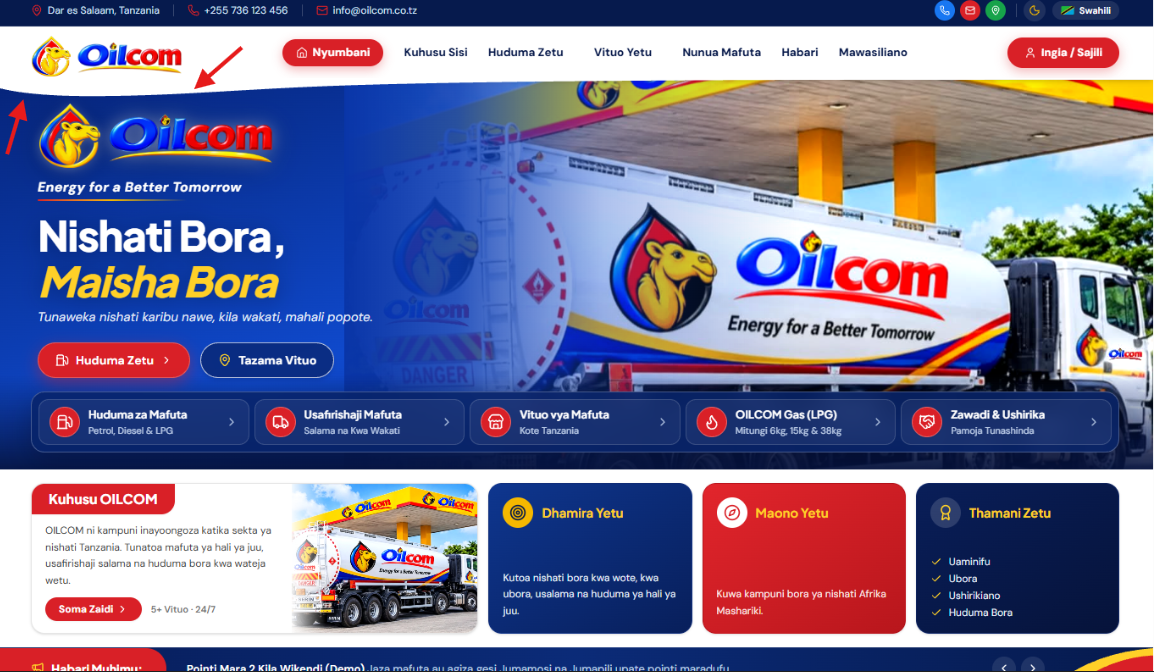 Dar es Salaam, Tanzania
+255 736 123 456
info@oilcom.co.tz
Swahili
Oilcom
Nyumbani
Kuhusu Sisi
Huduma Zetu
Vituo Yetu
Nunua Mafuta
Habari
Mawasiliano
Ingia / Sajili
Oilcom
Energy for a Better Tomorrow
Nishati Bora,
Maisha Bora
Tunaweka nishati karibu nawe, kila wakati, mahali popote.
Huduma Zetu
Tazama Vituo
Oilcom
DANGER
Oilcom
Energy for a Better Tomorrow
Oilcom
Huduma za Mafuta
Petrol, Diesel & LPG
Usafirishaji Mafuta
Salama na Kwa Wakati
Vituo vya Mafuta
Kote Tanzania
OILCOM Gas (LPG)
Mitungi 6kg, 15kg & 38kg
Zawadi & Ushirika
Pamoja Tunashinda
Kuhusu OILCOM
OILCOM ni kampuni inayoongoza katika sekta ya
nishati Tanzania. Tunatoa mafuta ya hali ya juu,
usafirishaji salama na huduma bora kwa wateja
wetu.
Soma Zaidi
5+ Vituo · 24/7
Oilcom
Oilcom
Oilcom
Energy for a Better Tomorrow
Dhamira Yetu
Kutoa nishati bora kwa wote, kwa
ubora, usalama na huduma ya hali ya
juu.
Maono Yetu
Kuwa kampuni bora ya nishati Afrika
Mashariki.
Thamani Zetu
Uaminifu
Ubora
Ushirikiano
Huduma Bora
Habari Muhimu:
Pointi Mara 2 Kila Wikendi (Demo) Jaza mafuta au agiza gesi Jumamosi na Jumapili upate pointi maradufu